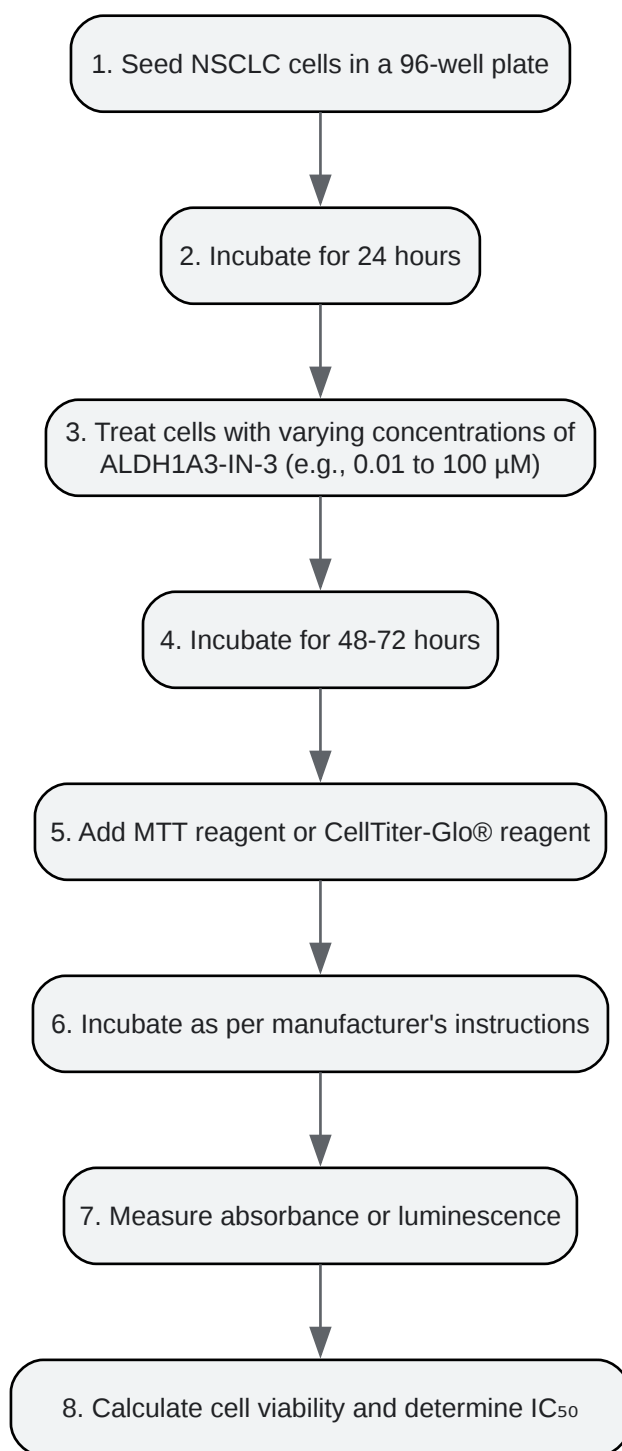 1. Seed NSCLC cells in a 96-well plate
2. Incubate for 24 hours
3. Treat cells with varying concentrations of
ALDH1A3-IN-3 (e.g., 0.01 to 100 µM)
4. Incubate for 48-72 hours
5. Add MTT reagent or CellTiter-Glo® reagent
6. Incubate as per manufacturer's instructions
7. Measure absorbance or luminescence
8. Calculate cell viability and determine IC₅₀